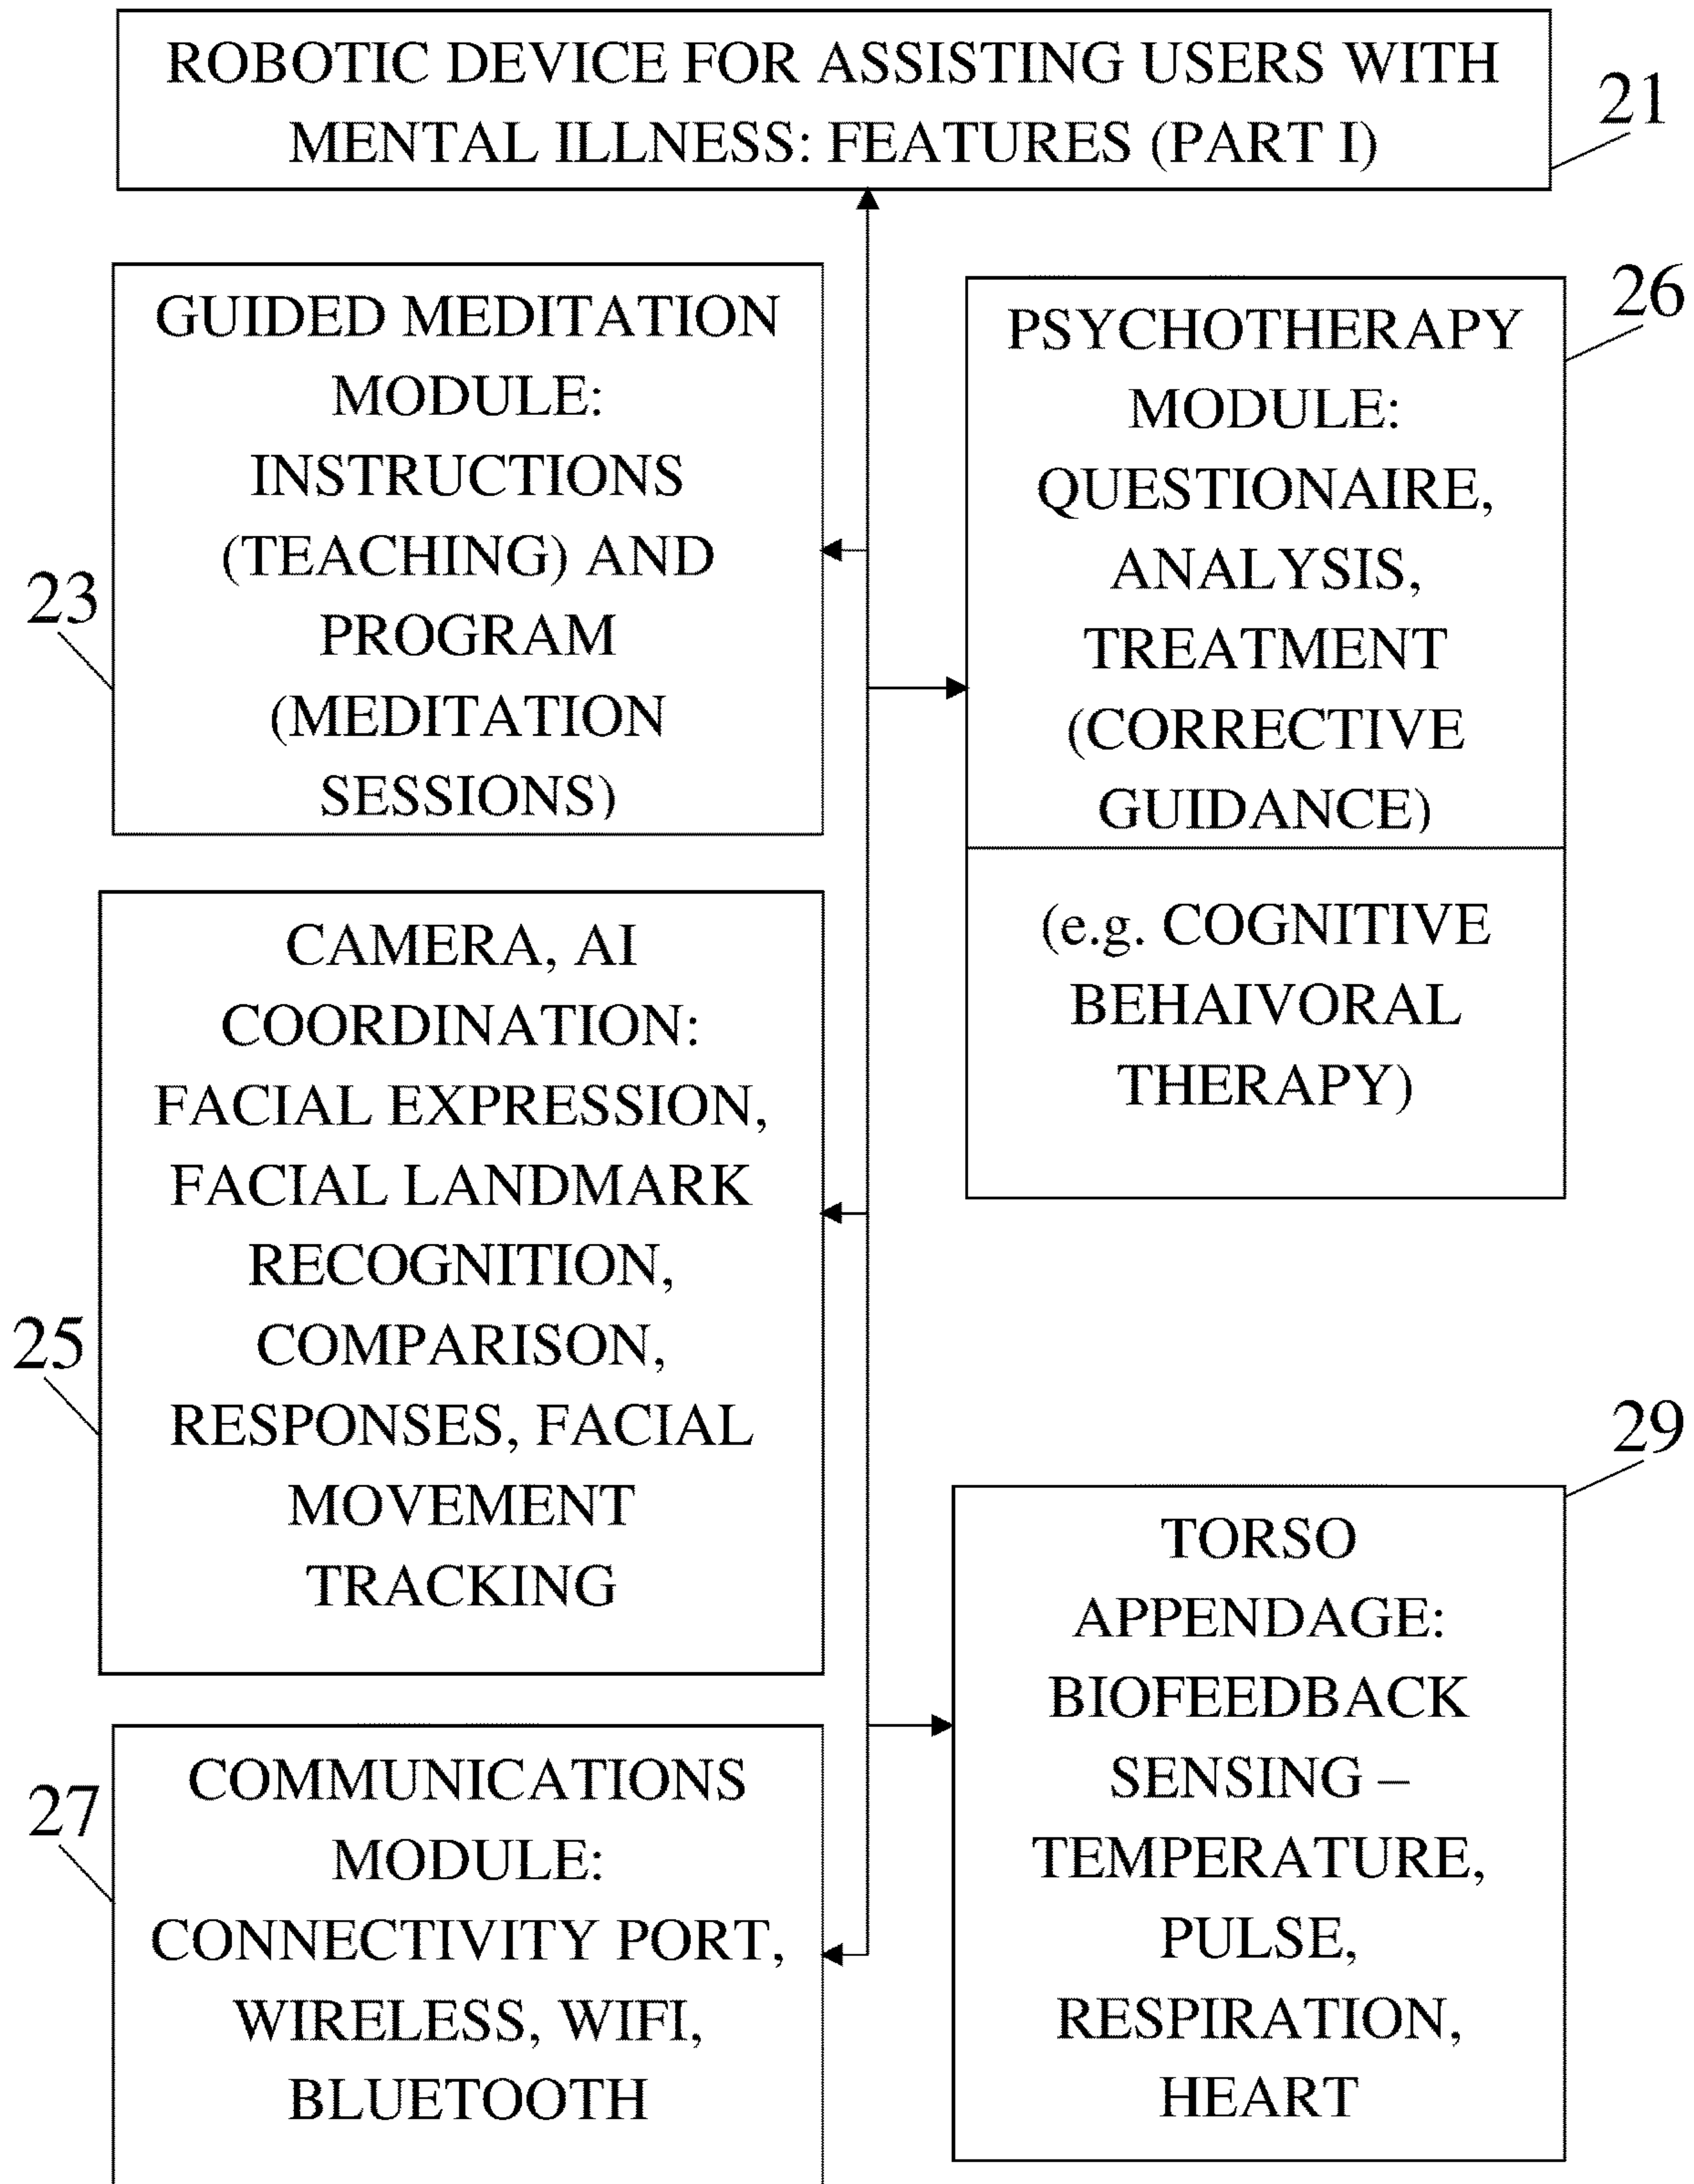 ROBOTIC DEVICE FOR ASSISTING USERS WITH
MENTAL ILLNESS: FEATURES (PART I)
21
GUIDED MEDITATION
MODULE:
INSTRUCTIONS
(TEACHING) AND
PROGRAM
(MEDITATION
SESSIONS)
23
PSYCHOTHERAPY
MODULE:
QUESTIONAIRE,
ANALYSIS,
TREATMENT
(CORRECTIVE
GUIDANCE)
(e.g. COGNITIVE
BEHAIVORAL
THERAPY)
26
CAMERA, AI
COORDINATION:
FACIAL EXPRESSION,
FACIAL LANDMARK
RECOGNITION,
COMPARISON,
RESPONSES, FACIAL
MOVEMENT
TRACKING
25
COMMUNICATIONS
MODULE:
CONNECTIVITY PORT,
WIRELESS, WIFI,
BLUETOOTH
27
TORSO
APPENDAGE:
BIOFEEDBACK
SENSING –
TEMPERATURE,
PULSE,
RESPIRATION,
HEART
29